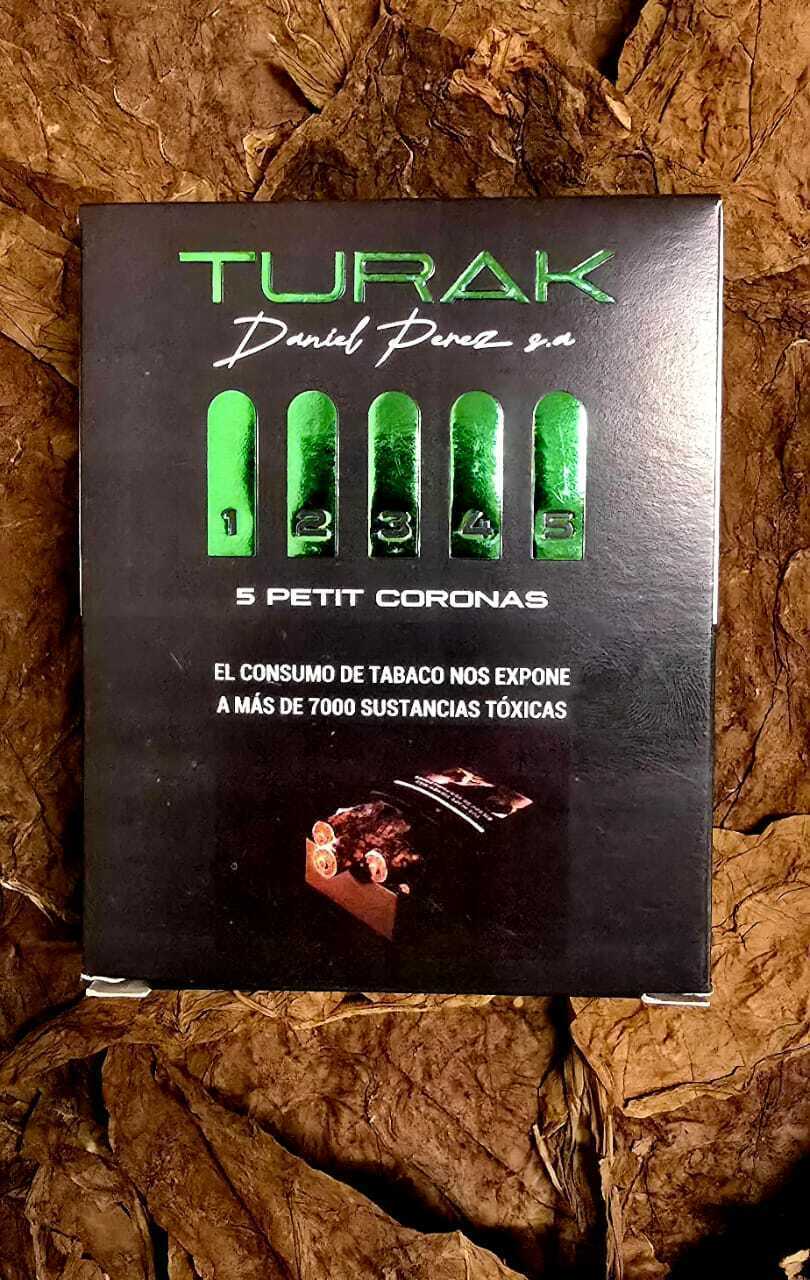 TURAK
Daniel Perez s.a
1 2 3 4 5
5 PETIT CORONAS
EL CONSUMO DE TABACO NOS EXPONE
A MÁS DE 7000 SUSTANCIAS TÓXICAS